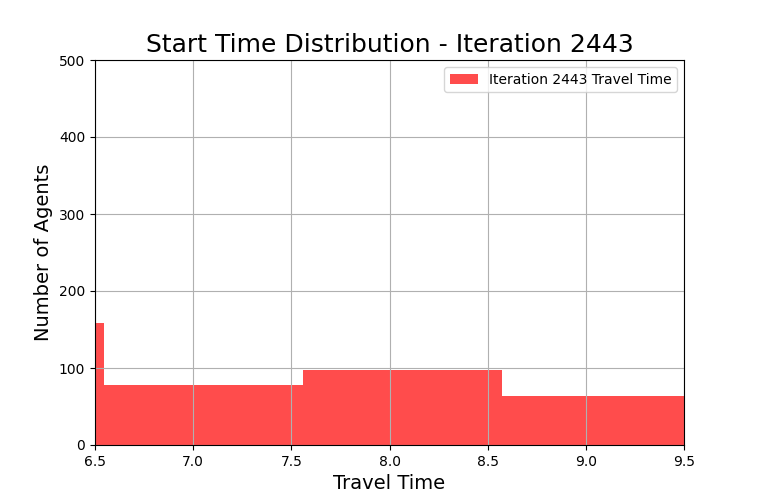 Start Time Distribution - Iteration 2443
Iteration 2443 Travel Time
Number of Agents
500
400
300
200
100
0
6.5 7.0 7.5 8.0 8.5 9.0 9.5
Travel Time